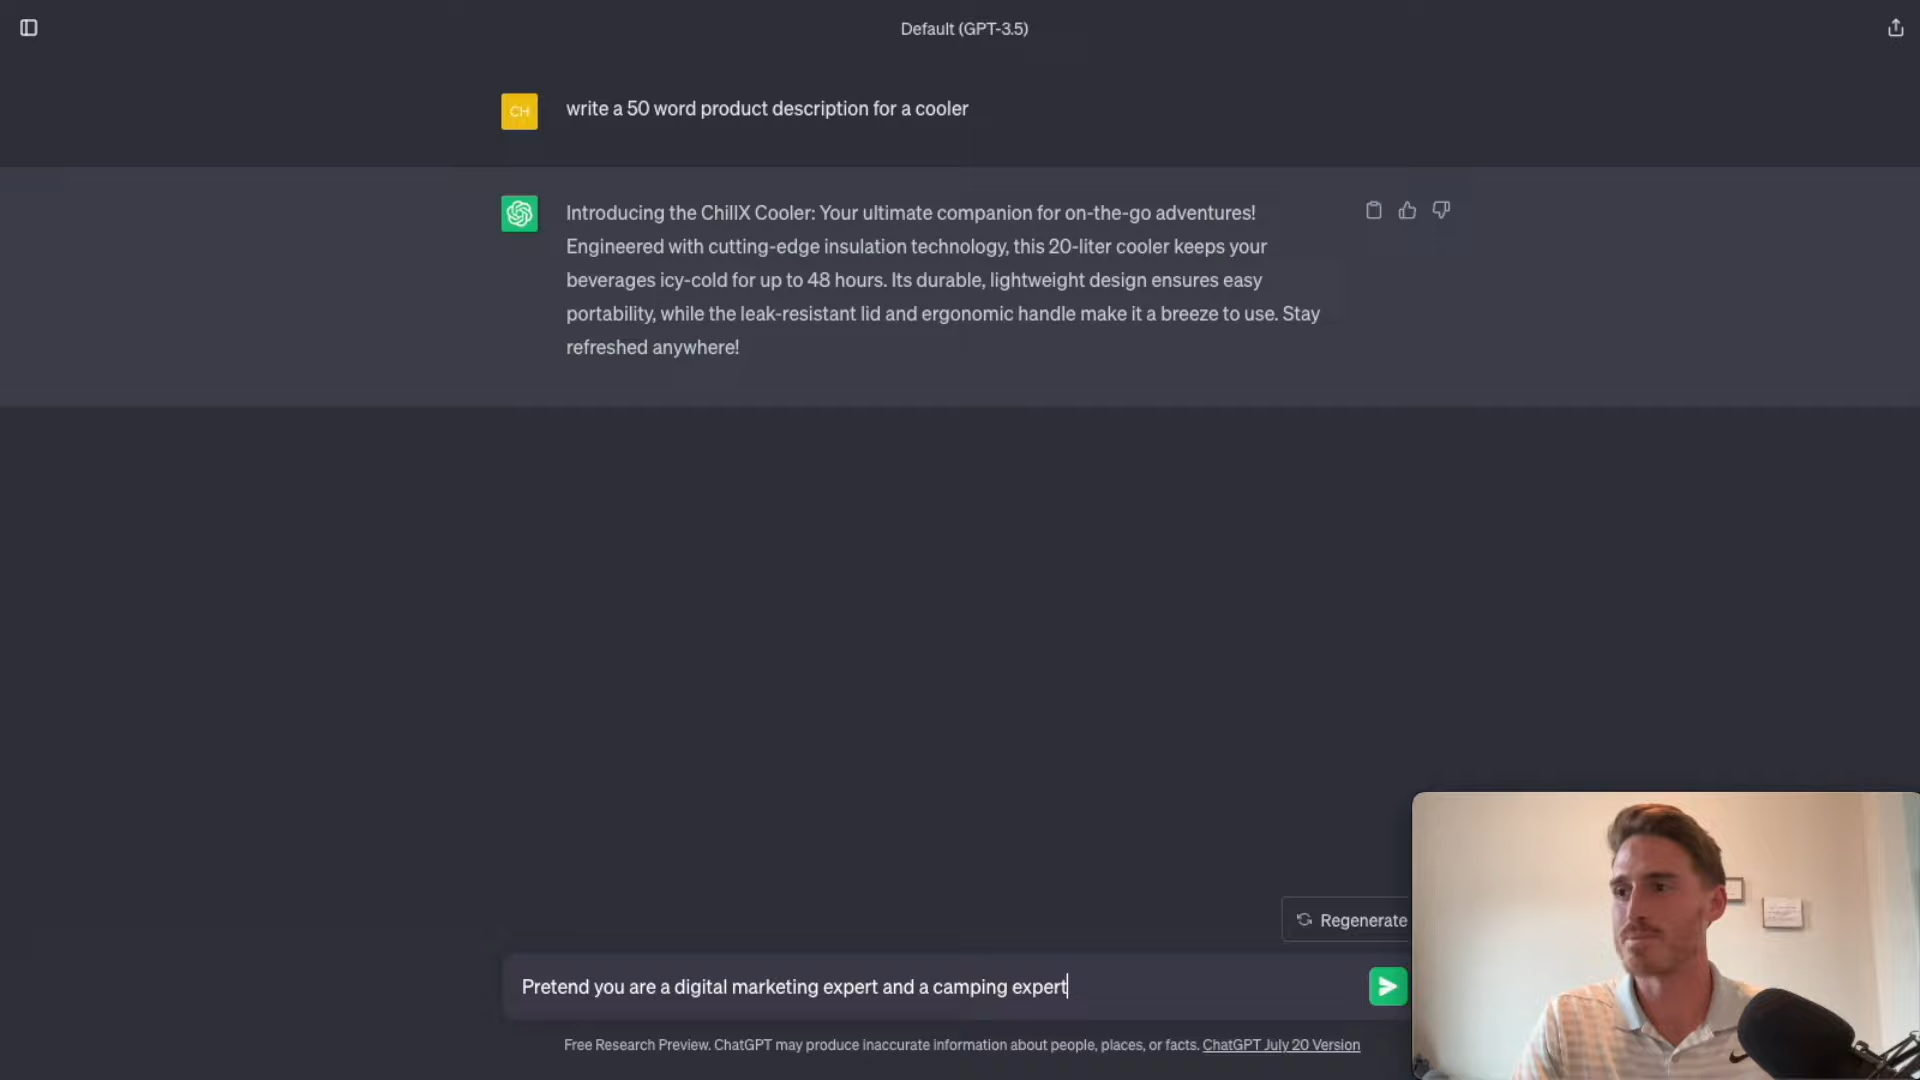 Default (GPT-3.5)
CH
write a 50 word product description for a cooler
Introducing the ChillX Cooler: Your ultimate companion for on-the-go adventures!
Engineered with cutting-edge insulation technology, this 20-liter cooler keeps your
beverages icy-cold for up to 48 hours. Its durable, lightweight design ensures easy
portability, while the leak-resistant lid and ergonomic handle make it a breeze to use. Stay
refreshed anywhere!
Regenerate
Pretend you are a digital marketing expert and a camping expert
Free Research Preview. ChatGPT may produce inaccurate information about people, places, or facts. ChatGPT July 20 Version